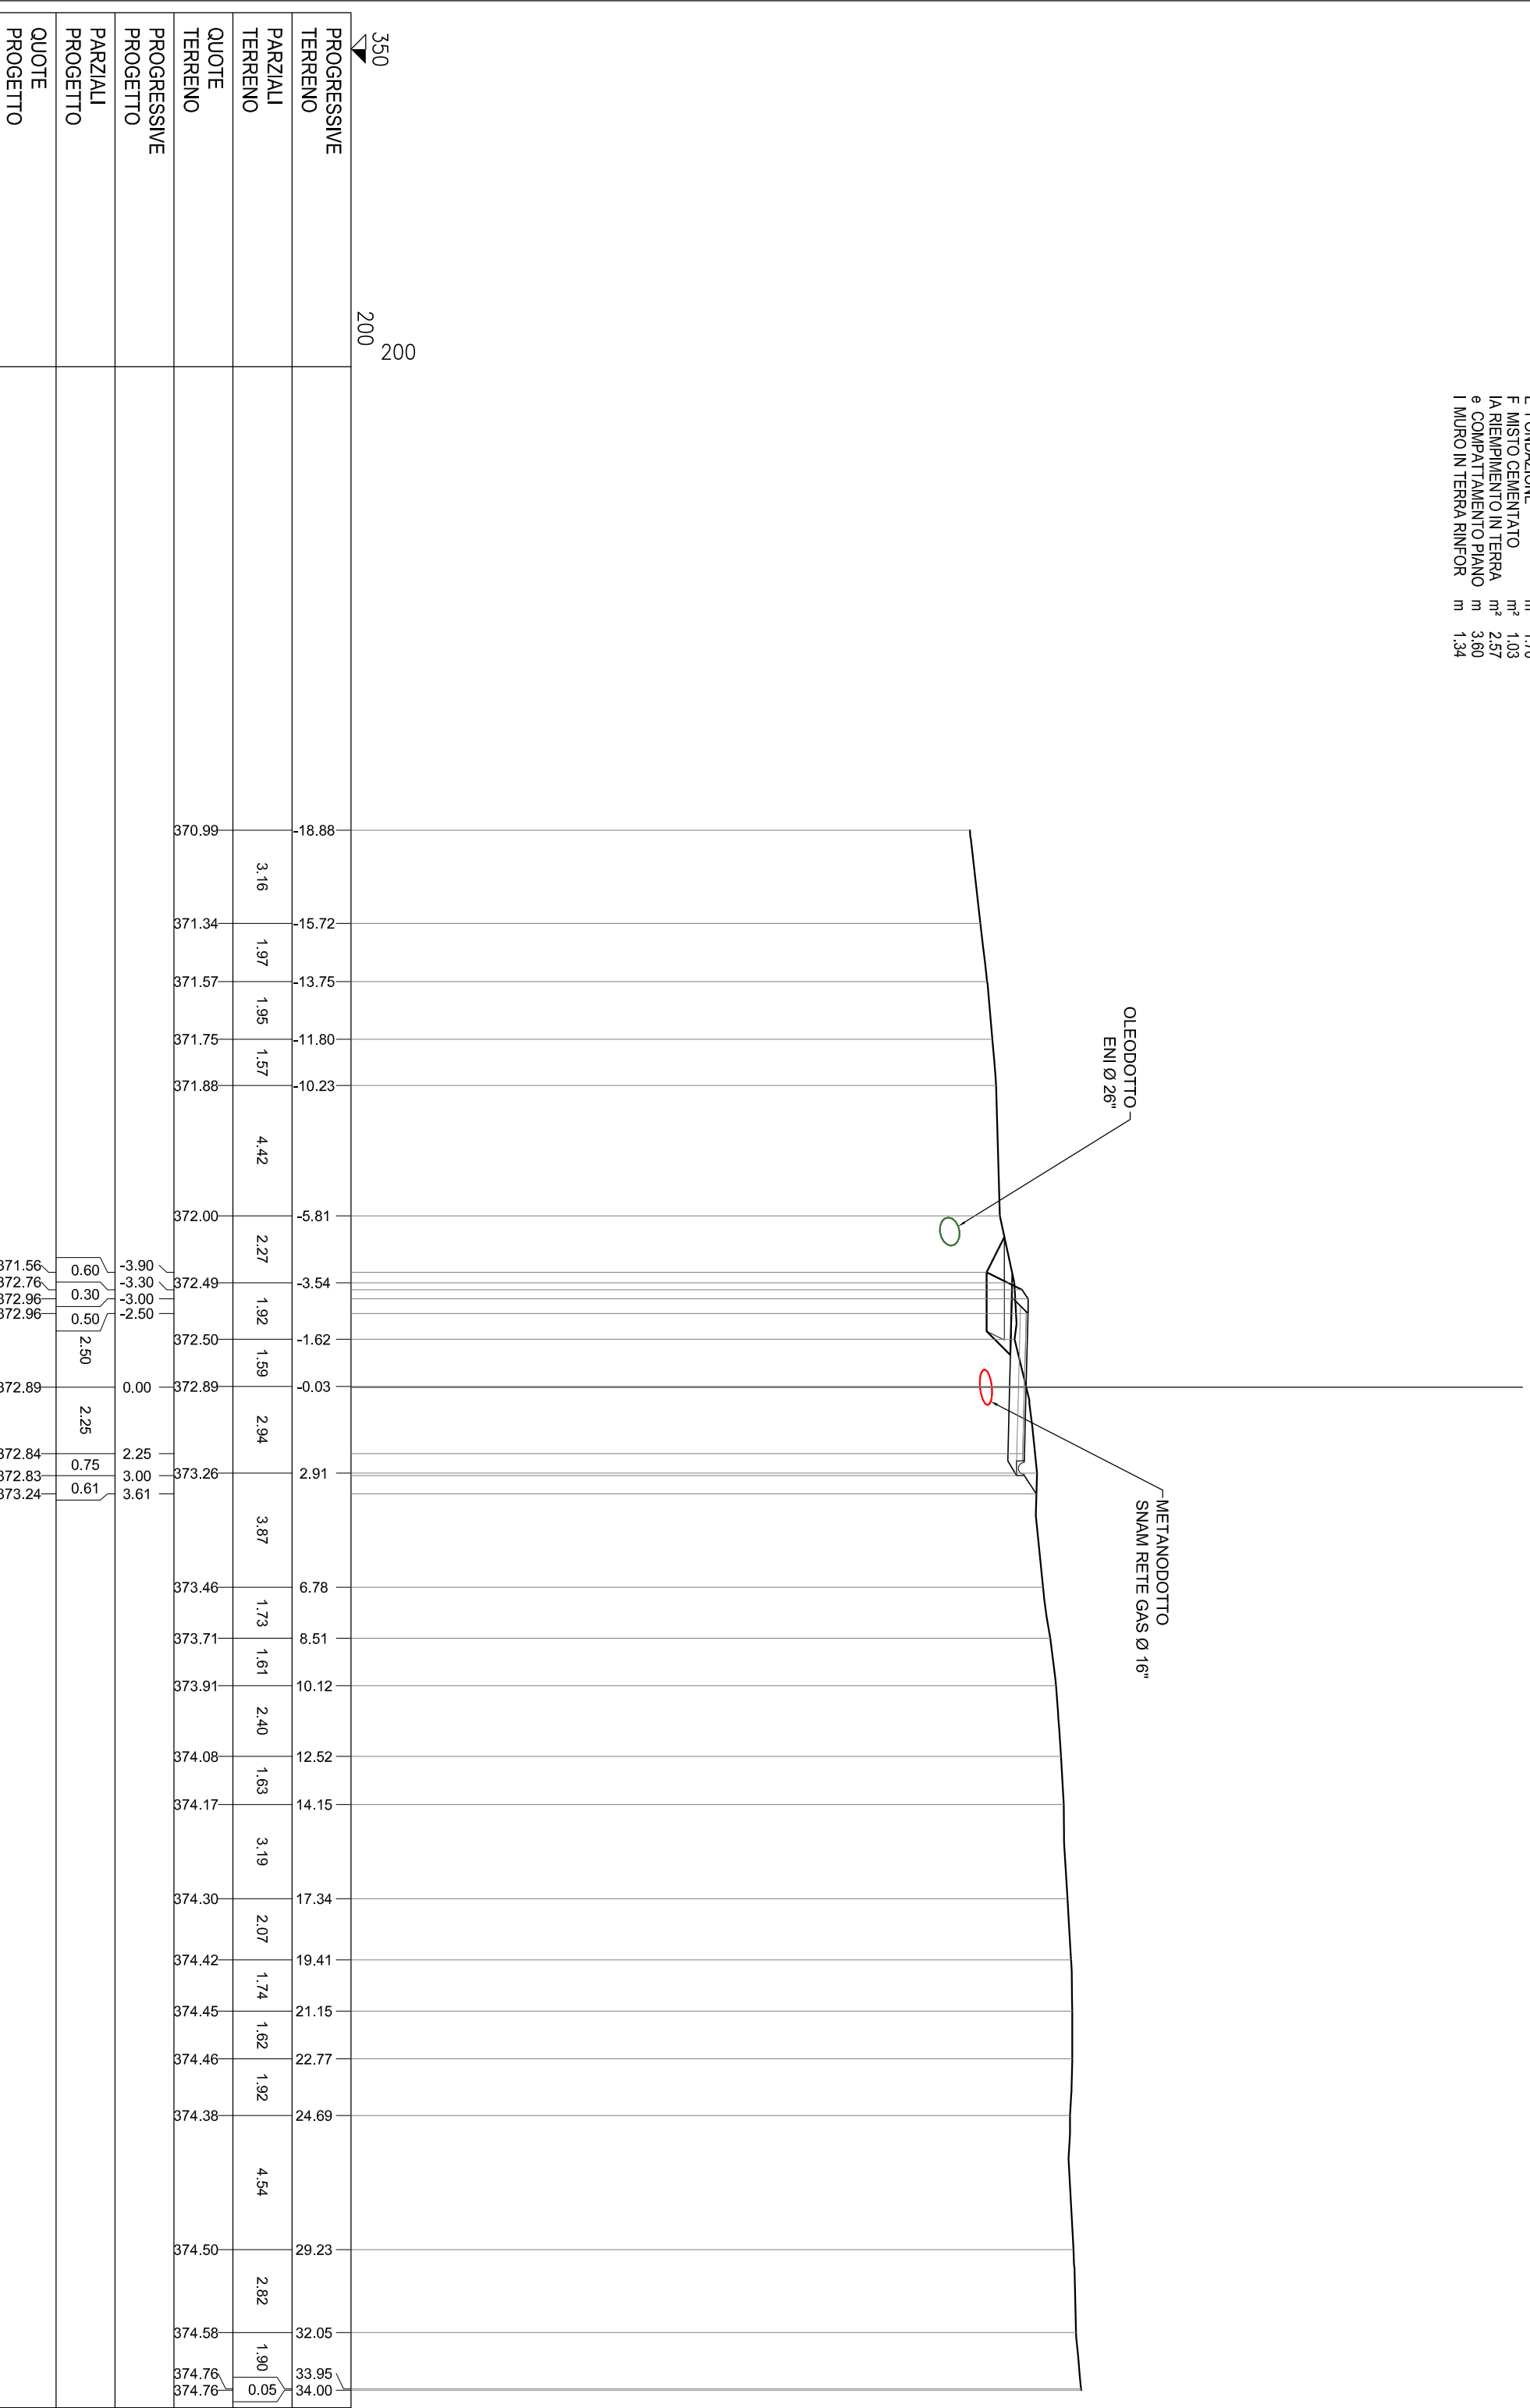 F MISTO CEMENTATO m² 1.03
IA RIEMPIMENTO IN TERRA m² 2.57
e COMPATTAMENTO PIANO m 3.60
I MURO IN TERRA RINFOR m 1.34
METANODOTTO
SNAM RETE GAS Ø 16"
OLEODOTTO
ENI Ø 26"
200
350
200
PROGRESSIVE
TERRENO
-18.88 -15.72 -13.75 -11.80 -10.23 -5.81 -3.54 -1.62 -0.03 2.91 6.78 8.51 10.12 12.52 14.15 17.34 19.41 21.15 22.77 24.69 29.23 32.05 33.95 34.00
PARZIALI
TERRENO
3.16 1.97 1.95 1.57 4.42 2.27 1.92 1.59 2.94 3.87 1.73 1.61 2.40 1.63 3.19 2.07 1.74 1.62 1.92 4.54 2.82 1.90 0.05
QUOTE
TERRENO
370.99 371.34 371.57 371.75 371.88 372.00 372.49 372.50 372.89 373.26 373.46 373.71 373.91 374.08 374.17 374.30 374.42 374.45 374.46 374.38 374.50 374.58 374.76 374.76
PROGRESSIVE
PROGETTO
-3.90 -3.30 -3.00 -2.50 0.00 2.25 3.00 3.61
PARZIALI
PROGETTO
0.60 0.30 0.50 2.50 2.25 0.75 0.61
QUOTE
PROGETTO
371.56 372.76 372.96 372.96 372.89 372.84 372.83 373.24